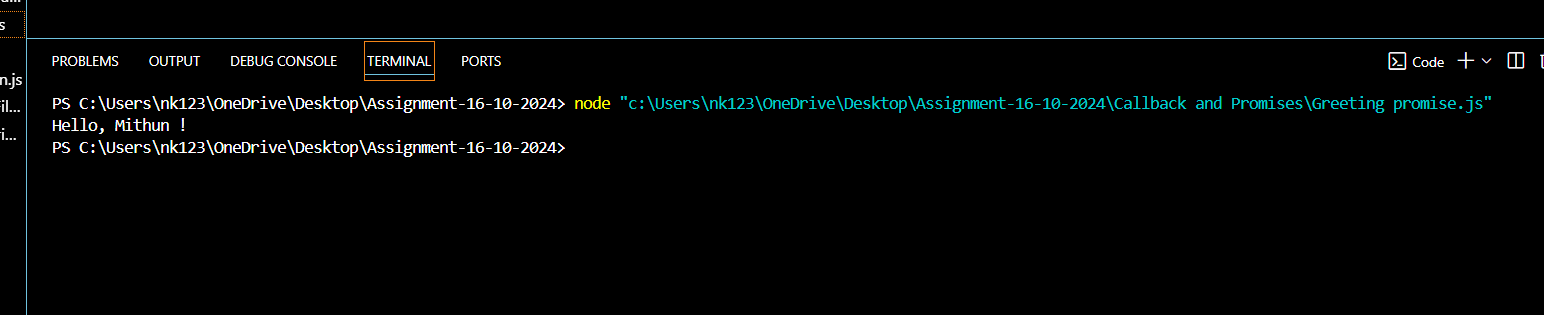 s
n.js
il...
ri...
PROBLEMS OUTPUT DEBUG CONSOLE TERMINAL PORTS Code
PS C:\Users\nk123\OneDrive\Desktop\Assignment-16-10-2024> node "c:\Users\nk123\OneDrive\Desktop\Assignment-16-10-2024\Callback and Promises\Greeting promise.js"
Hello, Mithun !
PS C:\Users\nk123\OneDrive\Desktop\Assignment-16-10-2024>